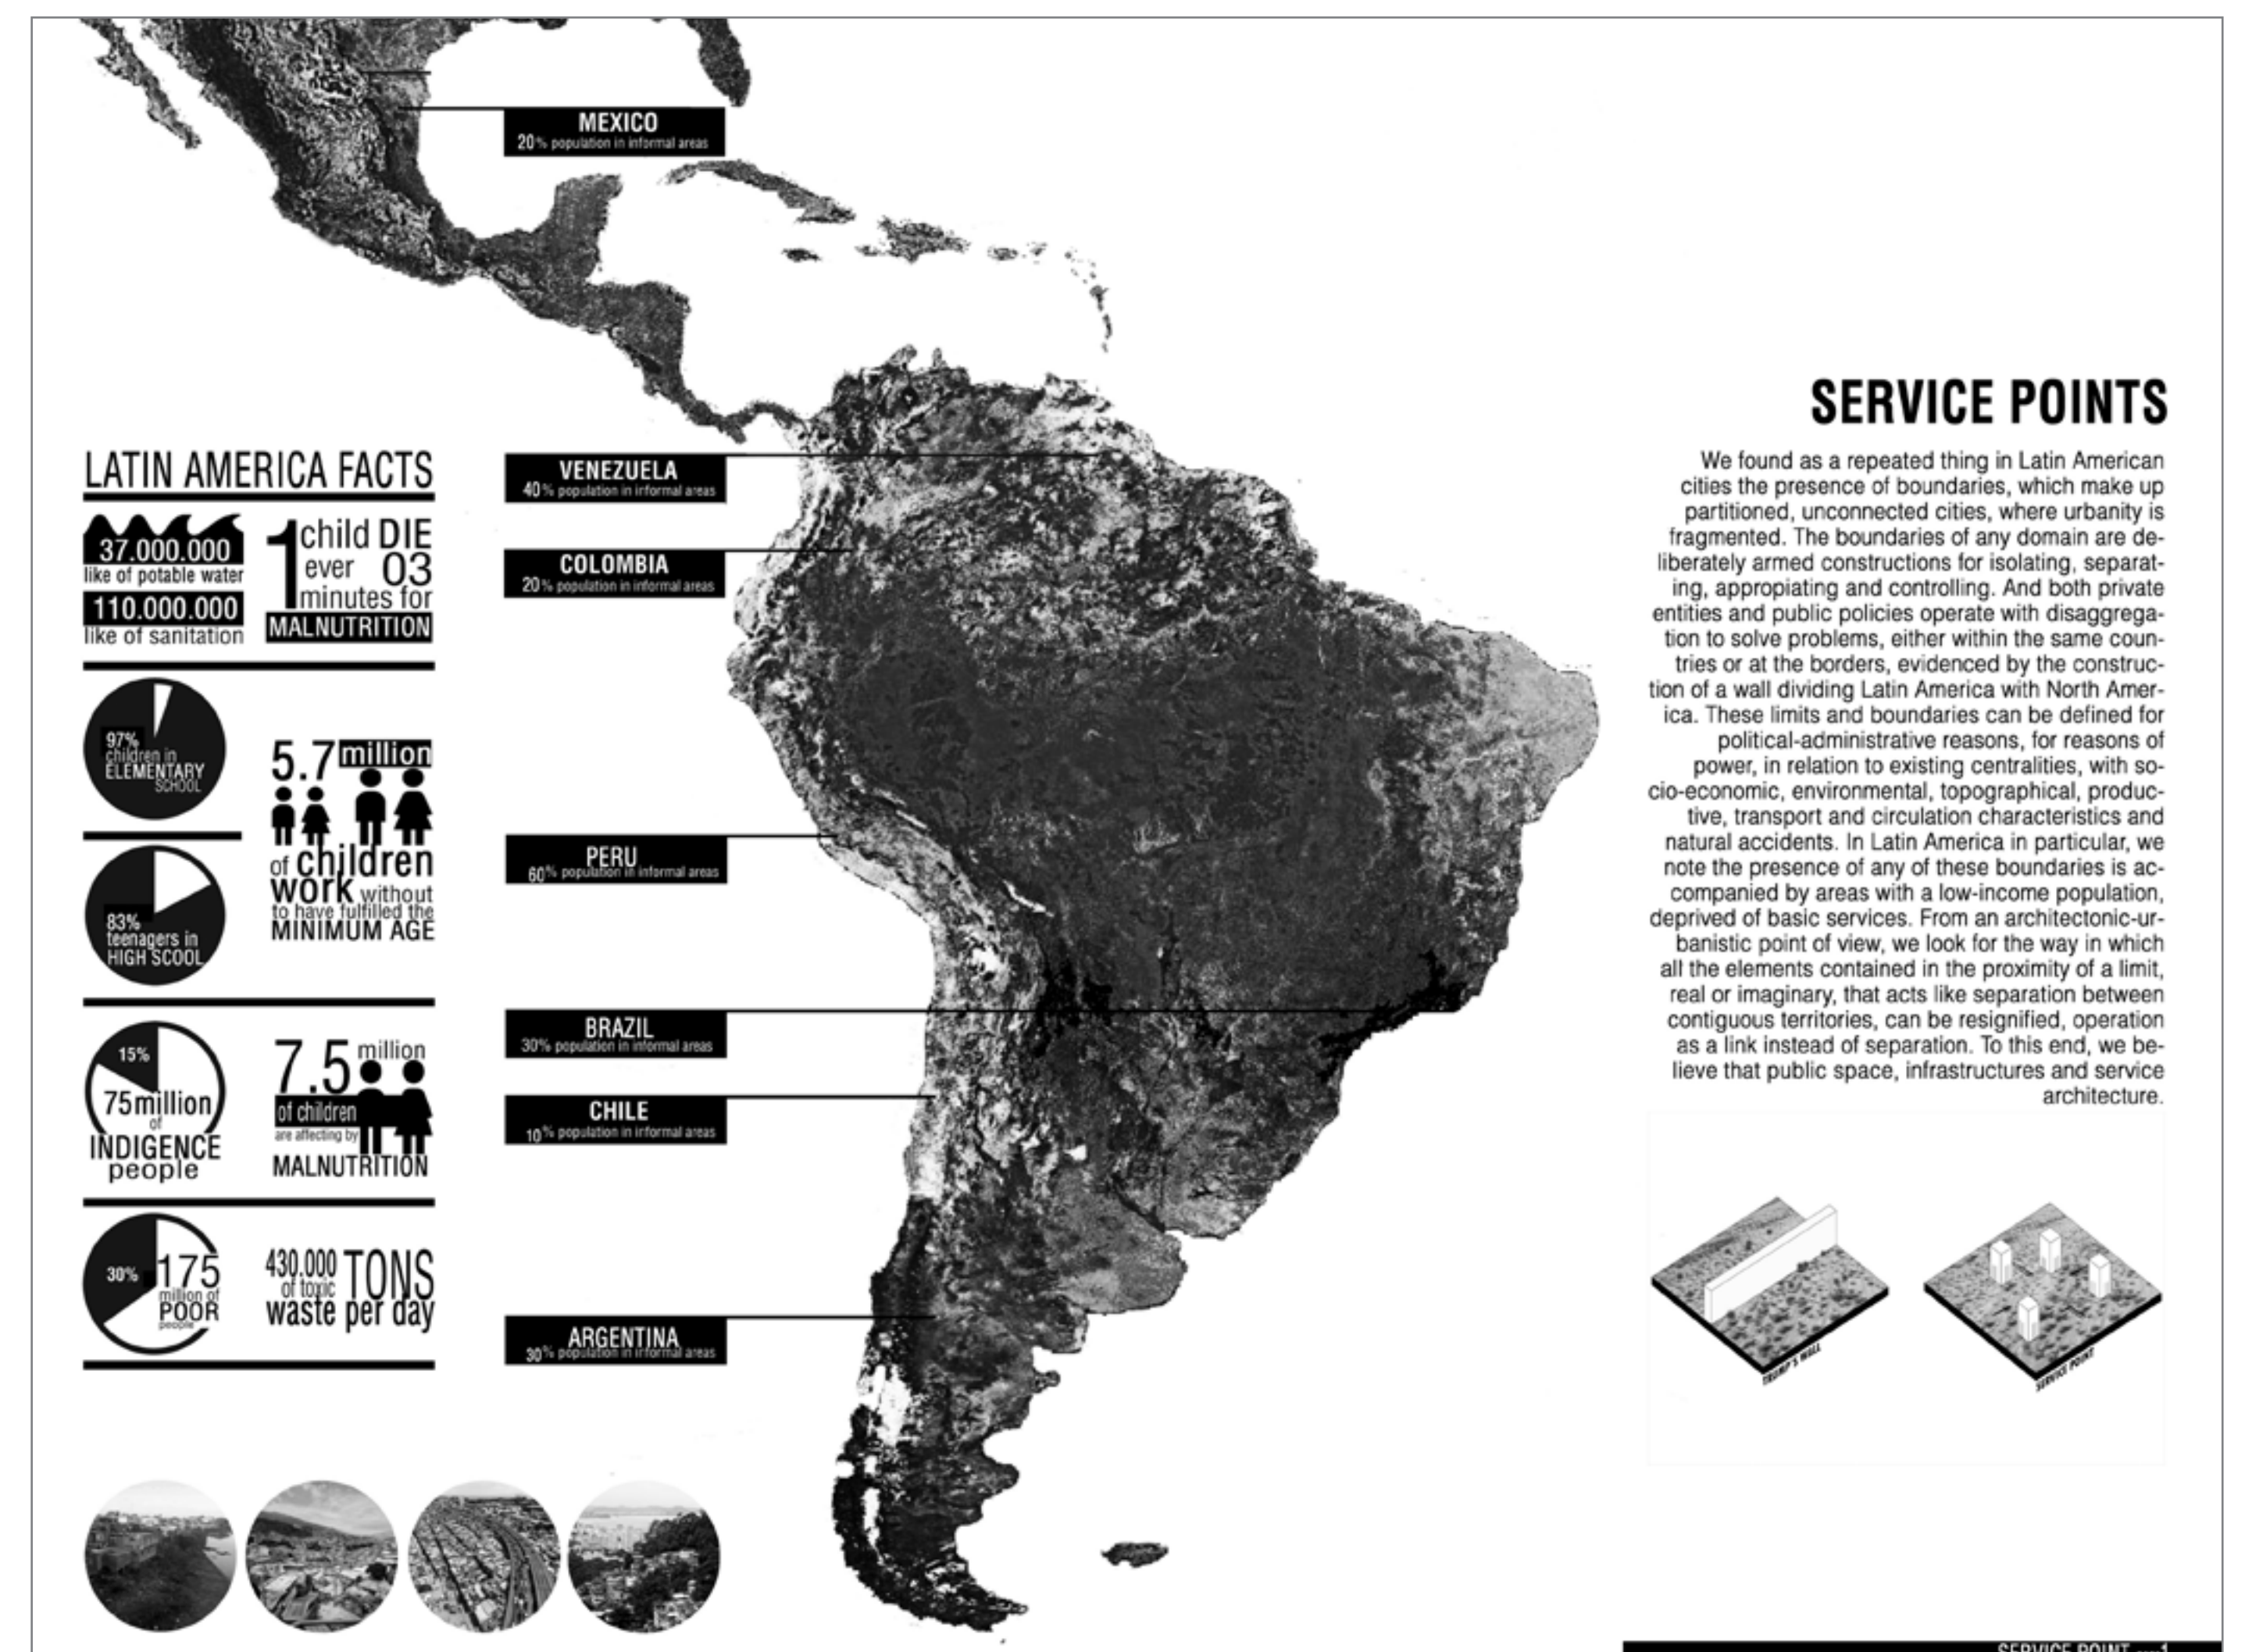 MEXICO
20% population in informal areas
VENEZUELA
40% population in informal areas
COLOMBIA
20% population in informal areas
PERU
60% population in informal areas
BRAZIL
30% population in informal areas
CHILE
10% population in informal areas
ARGENTINA
30% population in informal areas
LATIN AMERICA FACTS
37.000.000
like of potable water
110.000.000
like of sanitation
1 child DIE
ever 03
minutes for
MALNUTRITION
97%
children in
ELEMENTARY
SCHOOL
83%
teenagers in
HIGH SCOOL
5.7 million
of children
work without
to have fulfilled the
MINIMUM AGE
15%
75 million
of
INDIGENCE
people
7.5 million
of children
are affecting by
MALNUTRITION
30%
175
million of
POOR
people
430.000 TONS
of toxic
waste per day
SERVICE POINTS
We found as a repeated thing in Latin American
cities the presence of boundaries, which make up
partitioned, unconnected cities, where urbanity is
fragmented. The boundaries of any domain are de-
liberately armed constructions for isolating, separat-
ing, appropiating and controlling. And both private
entities and public policies operate with disaggrega-
tion to solve problems, either within the same coun-
tries or at the borders, evidenced by the construc-
tion of a wall dividing Latin America with North Amer-
ica. These limits and boundaries can be defined for
political-administrative reasons, for reasons of
power, in relation to existing centralities, with so-
cio-economic, environmental, topographical, produc-
tive, transport and circulation characteristics and
natural accidents. In Latin America in particular, we
note the presence of any of these boundaries is ac-
companied by areas with a low-income population,
deprived of basic services. From an architectonic-ur-
banistic point of view, we look for the way in which
all the elements contained in the proximity of a limit,
real or imaginary, that acts like separation between
contiguous territories, can be resignified, operation
as a link instead of separation. To this end, we be-
lieve that public space, infrastructures and service
architecture.
TRUMP'S WALL
SERVICE POINT
SERVICE POINT